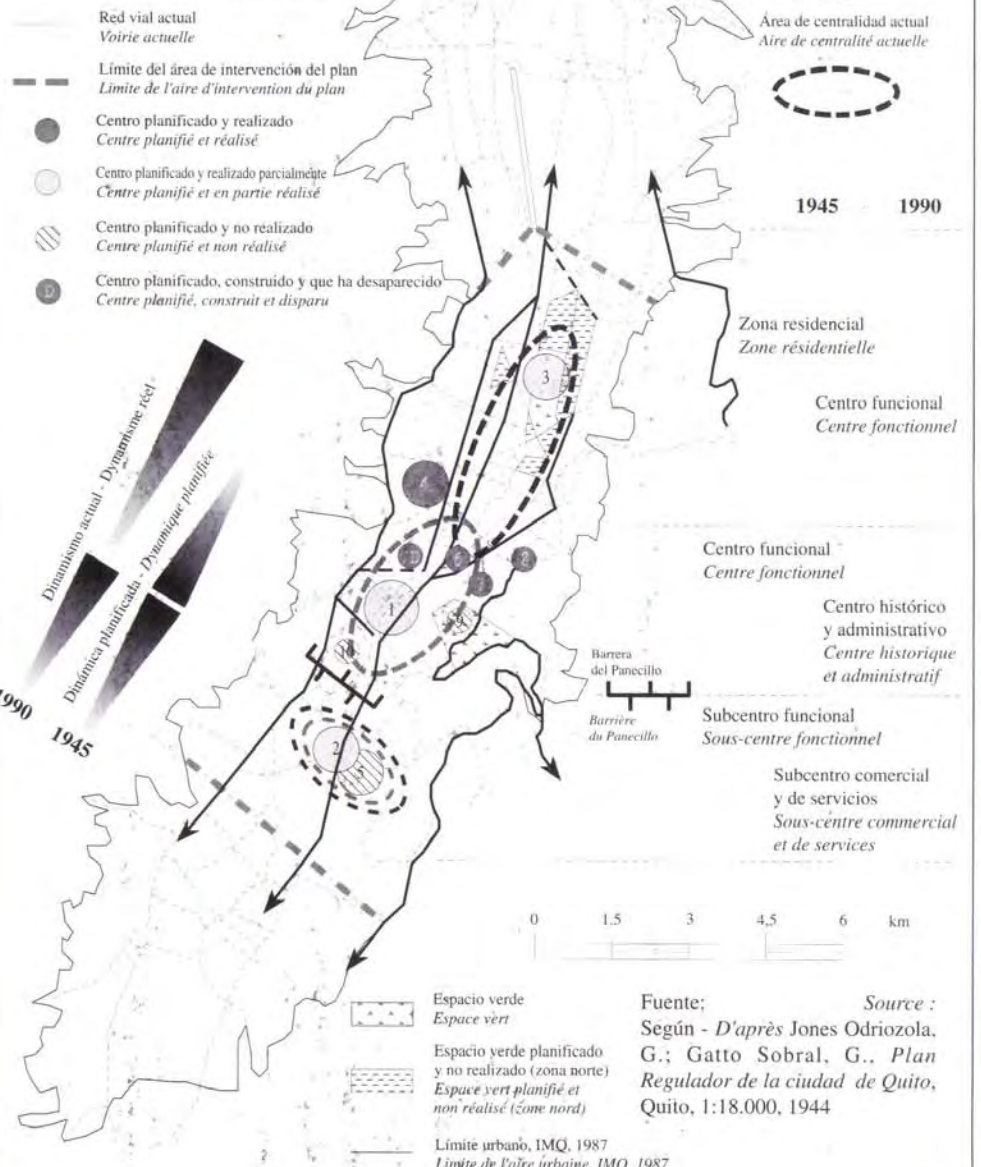 Red vial actual
Voirie actuelle
Límite del área de intervención del plan
Limite de l'aire d'intervention du plan
Centro planificado y realizado
Centre planifié et réalisé
Centro planificado y realizado parcialmente
Centre planifié et en partie réalisé
Centro planificado y no realizado
Centre planifié et non réalisé
D
Centro planificado, construido y que ha desaparecido
Centre planifié, construit et disparu
Área de centralidad actual
Aire de centralité actuelle
1945 1990
Zona residencial
Zone résidentielle
Centro funcional
Centre fonctionnel
Centro funcional
Centre fonctionnel
Centro histórico
y administrativo
Centre historique
et administratif
Barrera
del Panecillo
Barrière
du Panecillo
Subcentro funcional
Sous-centre fonctionnel
Subcentro comercial
y de servicios
Sous-centre commercial
et de services
Dinamismo actual - Dynamisme réel
Dinámica planificada - Dynamique planifiée
1990
1945
3
4
D
6
8
1
9
10
2
5
0 1.5 3 4,5 6 km
Espacio verde
Espace vert
Espacio verde planificado
y no realizado (zona norte)
Espace vert planifié et
non réalisé (zone nord)
Límite urbano, IMQ, 1987
Limite de l'aire urbaine, IMQ, 1987
Fuente; Source :
Según - D'après Jones Odriozola,
G.; Gatto Sobral, G., Plan
Regulador de la ciudad de Quito,
Quito, 1:18.000, 1944